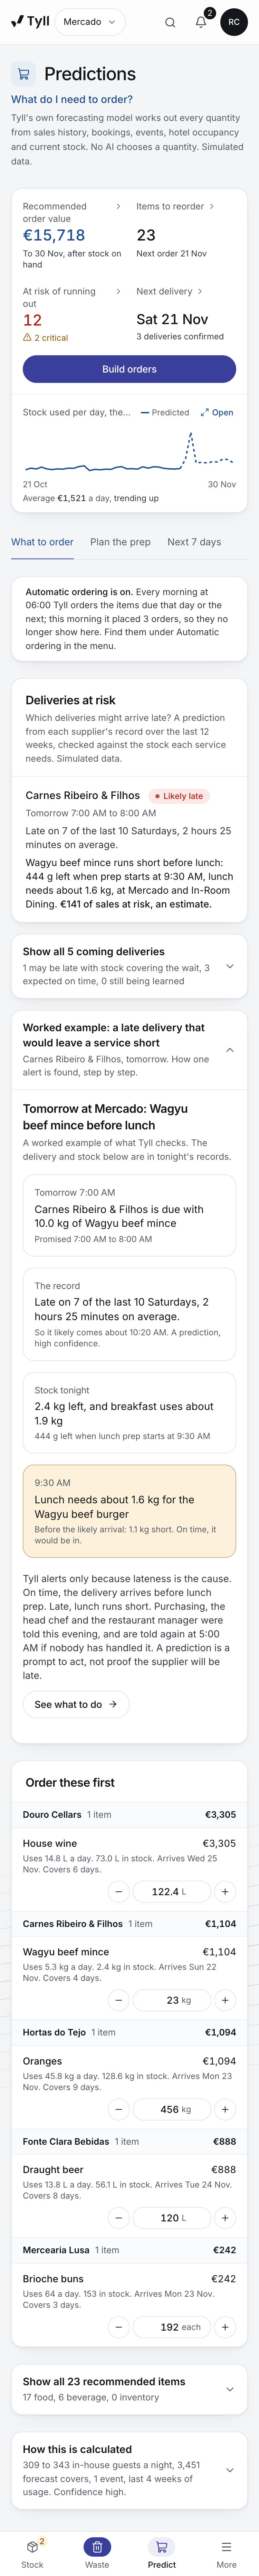 Tyll
Mercado
2
RC
Predictions
What do I need to order?
Tyll's own forecasting model works out every quantity
from sales history, bookings, events, hotel occupancy
and current stock. No AI chooses a quantity. Simulated
data.
Recommended
order value
€15,718
To 30 Nov, after stock on
hand
Items to reorder
23
Next order 21 Nov
At risk of running
out
12
2 critical
Next delivery
Sat 21 Nov
3 deliveries confirmed
Build orders
Stock used per day, the...
Predicted
Open
21 Oct
30 Nov
Average €1,521 a day, trending up
What to order
Plan the prep
Next 7 days
Automatic ordering is on. Every morning at
06:00 Tyll orders the items due that day or the
next; this morning it placed 3 orders, so they no
longer show here. Find them under Automatic
ordering in the menu.
Deliveries at risk
Which deliveries might arrive late? A prediction
from each supplier's record over the last 12
weeks, checked against the stock each service
needs. Simulated data.
Carnes Ribeiro & Filhos
Likely late
Tomorrow 7:00 AM to 8:00 AM
Late on 7 of the last 10 Saturdays, 2 hours 25
minutes on average.
Wagyu beef mince runs short before lunch:
444 g left when prep starts at 9:30 AM, lunch
needs about 1.6 kg, at Mercado and In-Room
Dining. €141 of sales at risk, an estimate.
Show all 5 coming deliveries
1 may be late with stock covering the wait, 3
expected on time, 0 still being learned
Worked example: a late delivery that
would leave a service short
Carnes Ribeiro & Filhos, tomorrow. How one
alert is found, step by step.
Tomorrow at Mercado: Wagyu
beef mince before lunch
A worked example of what Tyll checks. The
delivery and stock below are in tonight's records.
Tomorrow 7:00 AM
Carnes Ribeiro & Filhos is due with
10.0 kg of Wagyu beef mince
Promised 7:00 AM to 8:00 AM
The record
Late on 7 of the last 10 Saturdays, 2
hours 25 minutes on average.
So it likely comes about 10:20 AM. A prediction,
high confidence.
Stock tonight
2.4 kg left, and breakfast uses about
1.9 kg
444 g left when lunch prep starts at 9:30 AM
9:30 AM
Lunch needs about 1.6 kg for the
Wagyu beef burger
Before the likely arrival: 1.1 kg short. On time, it
would be in.
Tyll alerts only because lateness is the cause.
On time, the delivery arrives before lunch
prep. Late, lunch runs short. Purchasing, the
head chef and the restaurant manager were
told this evening, and are told again at 5:00
AM if nobody has handled it. A prediction is a
prompt to act, not proof the supplier will be
late.
See what to do
Order these first
Douro Cellars 1 item €3,305
House wine €3,305
Uses 14.8 L a day. 73.0 L in stock. Arrives Wed 25
Nov. Covers 6 days.
− 122.4 L +
Carnes Ribeiro & Filhos 1 item €1,104
Wagyu beef mince €1,104
Uses 5.3 kg a day. 2.4 kg in stock. Arrives Sun 22
Nov. Covers 4 days.
− 23 kg +
Hortas do Tejo 1 item €1,094
Oranges €1,094
Uses 45.8 kg a day. 128.6 kg in stock. Arrives Mon 23
Nov. Covers 9 days.
− 456 kg +
Fonte Clara Bebidas 1 item €888
Draught beer €888
Uses 13.8 L a day. 56.1 L in stock. Arrives Tue 24 Nov.
Covers 8 days.
− 120 L +
Mercearia Lusa 1 item €242
Brioche buns €242
Uses 64 a day. 153 in stock. Arrives Mon 23 Nov.
Covers 3 days.
− 192 each +
Show all 23 recommended items
17 food, 6 beverage, 0 inventory
How this is calculated
309 to 343 in-house guests a night, 3,451
forecast covers, 1 event, last 4 weeks of
usage. Confidence high.
2
Stock
Waste
Predict
More